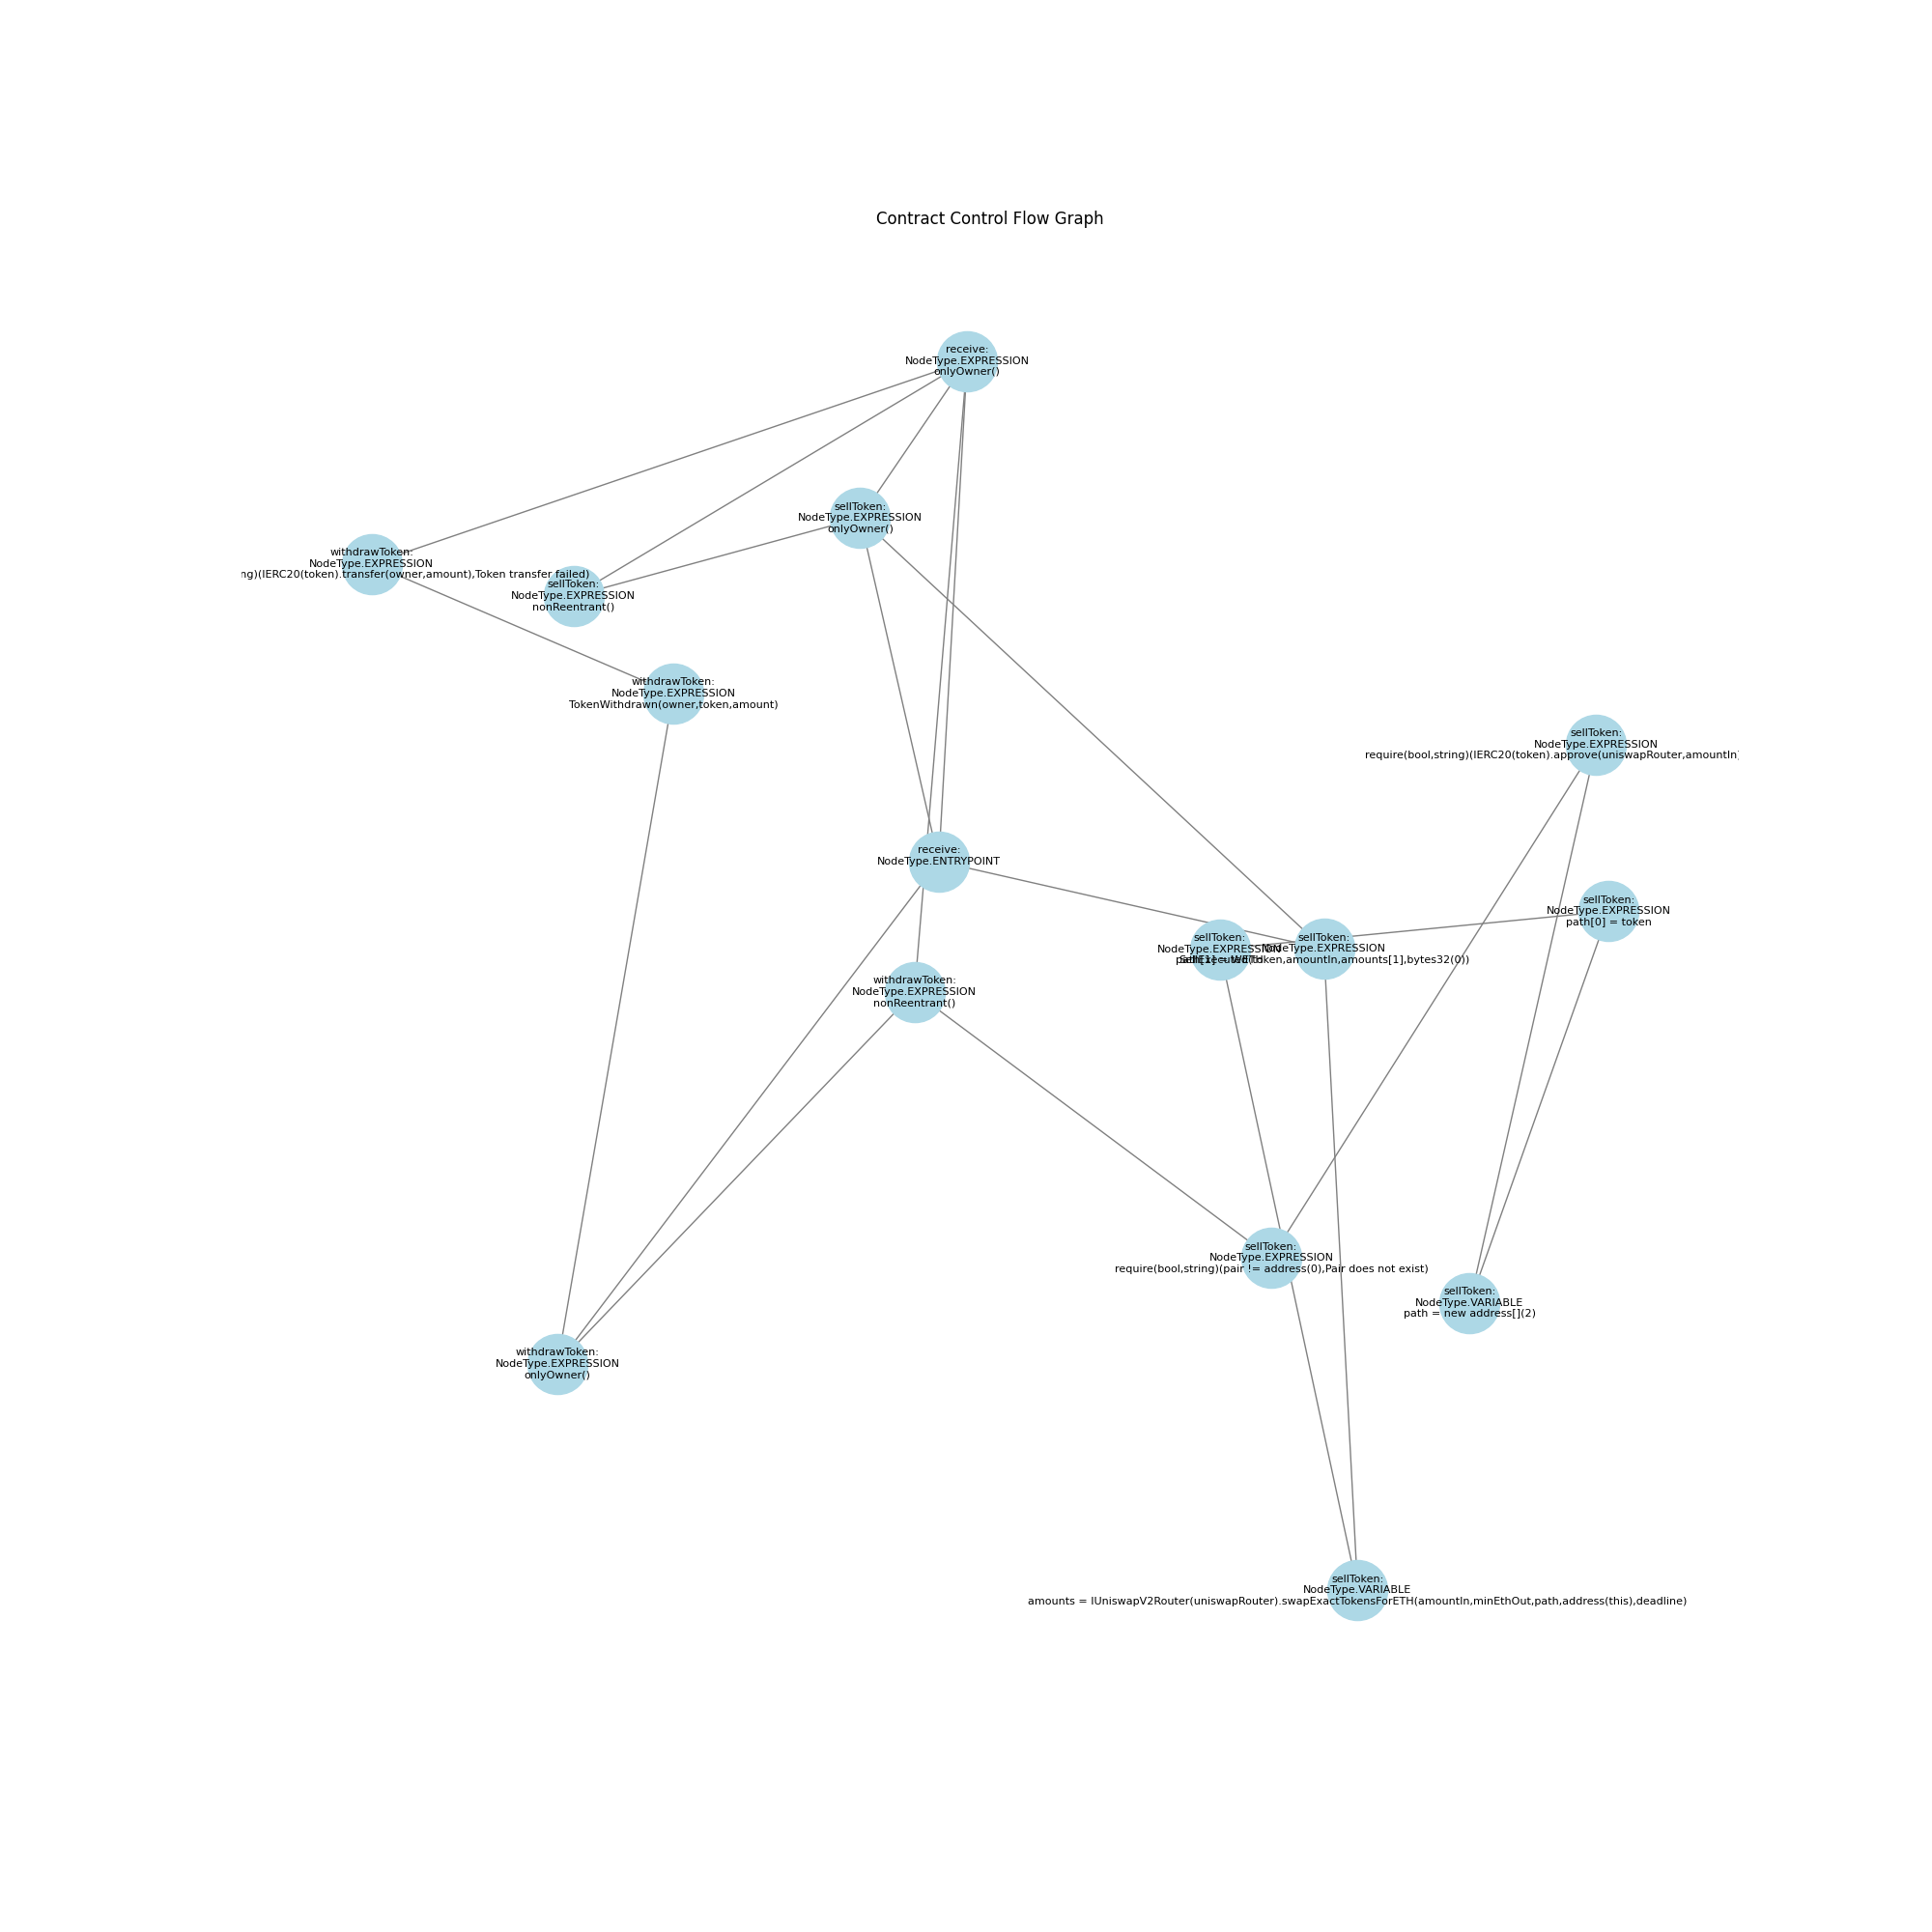 Contract Control Flow Graph
receive:
NodeType.EXPRESSION
onlyOwner()
sellToken:
NodeType.EXPRESSION
onlyOwner()
withdrawToken:
NodeType.EXPRESSION
ng)(IERC20(token).transfer(owner,amount),Token transfer failed)
sellToken:
NodeType.EXPRESSION
nonReentrant()
withdrawToken:
NodeType.EXPRESSION
TokenWithdrawn(owner,token,amount)
sellToken:
NodeType.EXPRESSION
require(bool,string)(IERC20(token).approve(uniswapRouter,amountIn)
receive:
NodeType.ENTRYPOINT
sellToken:
NodeType.EXPRESSION
path[0] = token
sellToken:
NodeType.EXPRESSION
path[1] = WETH
sellToken:
NodeType.EXPRESSION
token,amountIn,amounts[1],bytes32(0))
withdrawToken:
NodeType.EXPRESSION
nonReentrant()
sellToken:
NodeType.EXPRESSION
require(bool,string)(pair != address(0),Pair does not exist)
sellToken:
NodeType.VARIABLE
path = new address[](2)
withdrawToken:
NodeType.EXPRESSION
onlyOwner()
sellToken:
NodeType.VARIABLE
amounts = IUniswapV2Router(uniswapRouter).swapExactTokensForETH(amountIn,minEthOut,path,address(this),deadline)